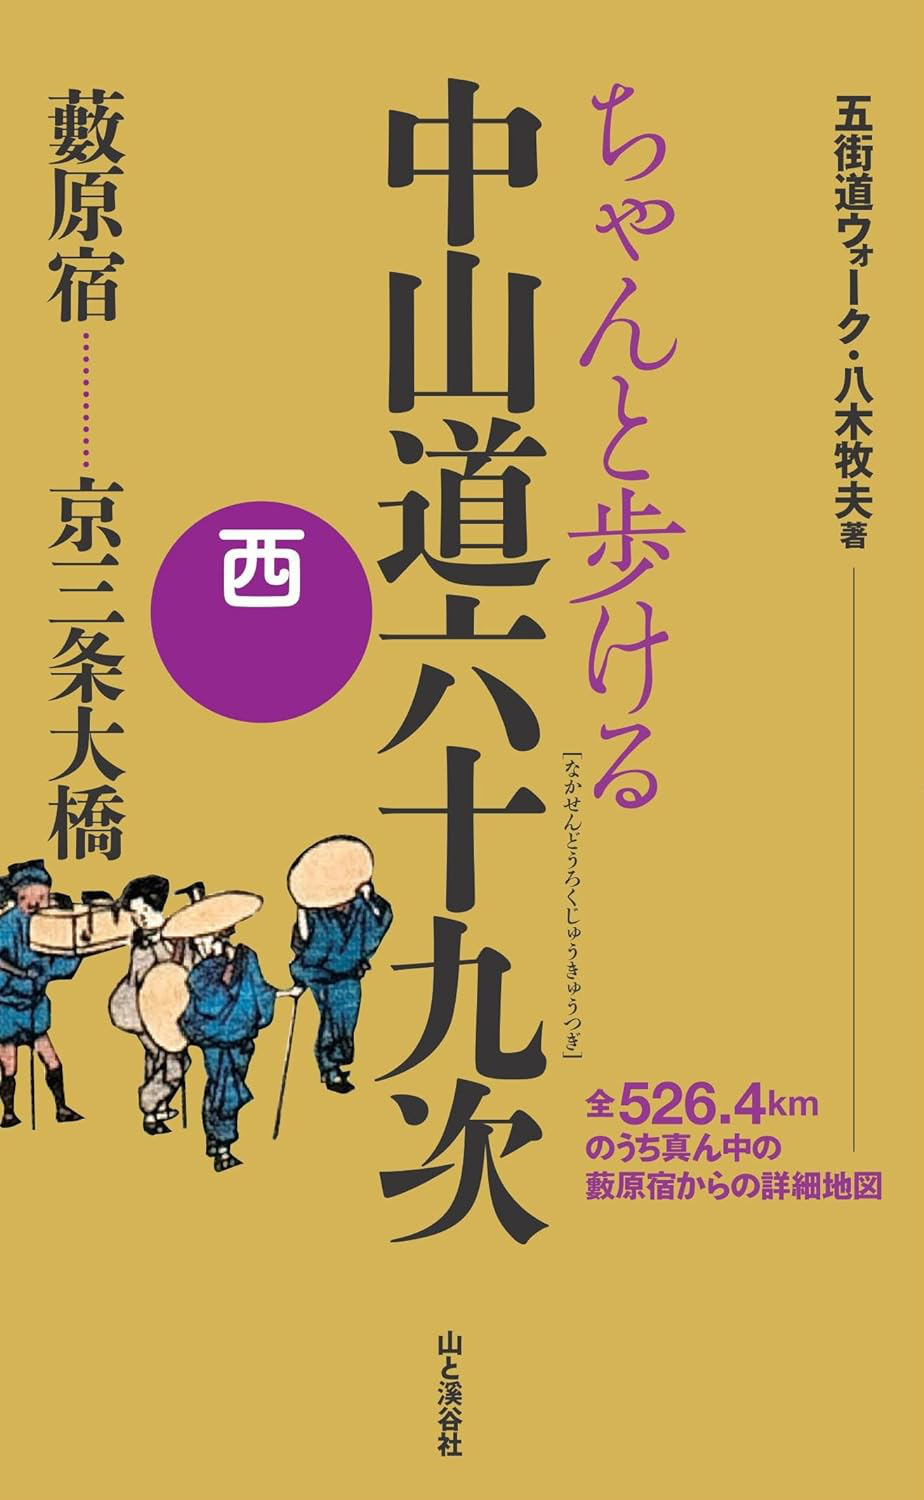 五街道ウォーク・八木牧夫 著
ちゃんと歩ける
中山道六十九次
[なかせんどうろくじゅうきゅうつぎ]
西
藪原宿…………京三条大橋
全526.4km
のうち真ん中の
藪原宿からの詳細地図
山と溪谷社